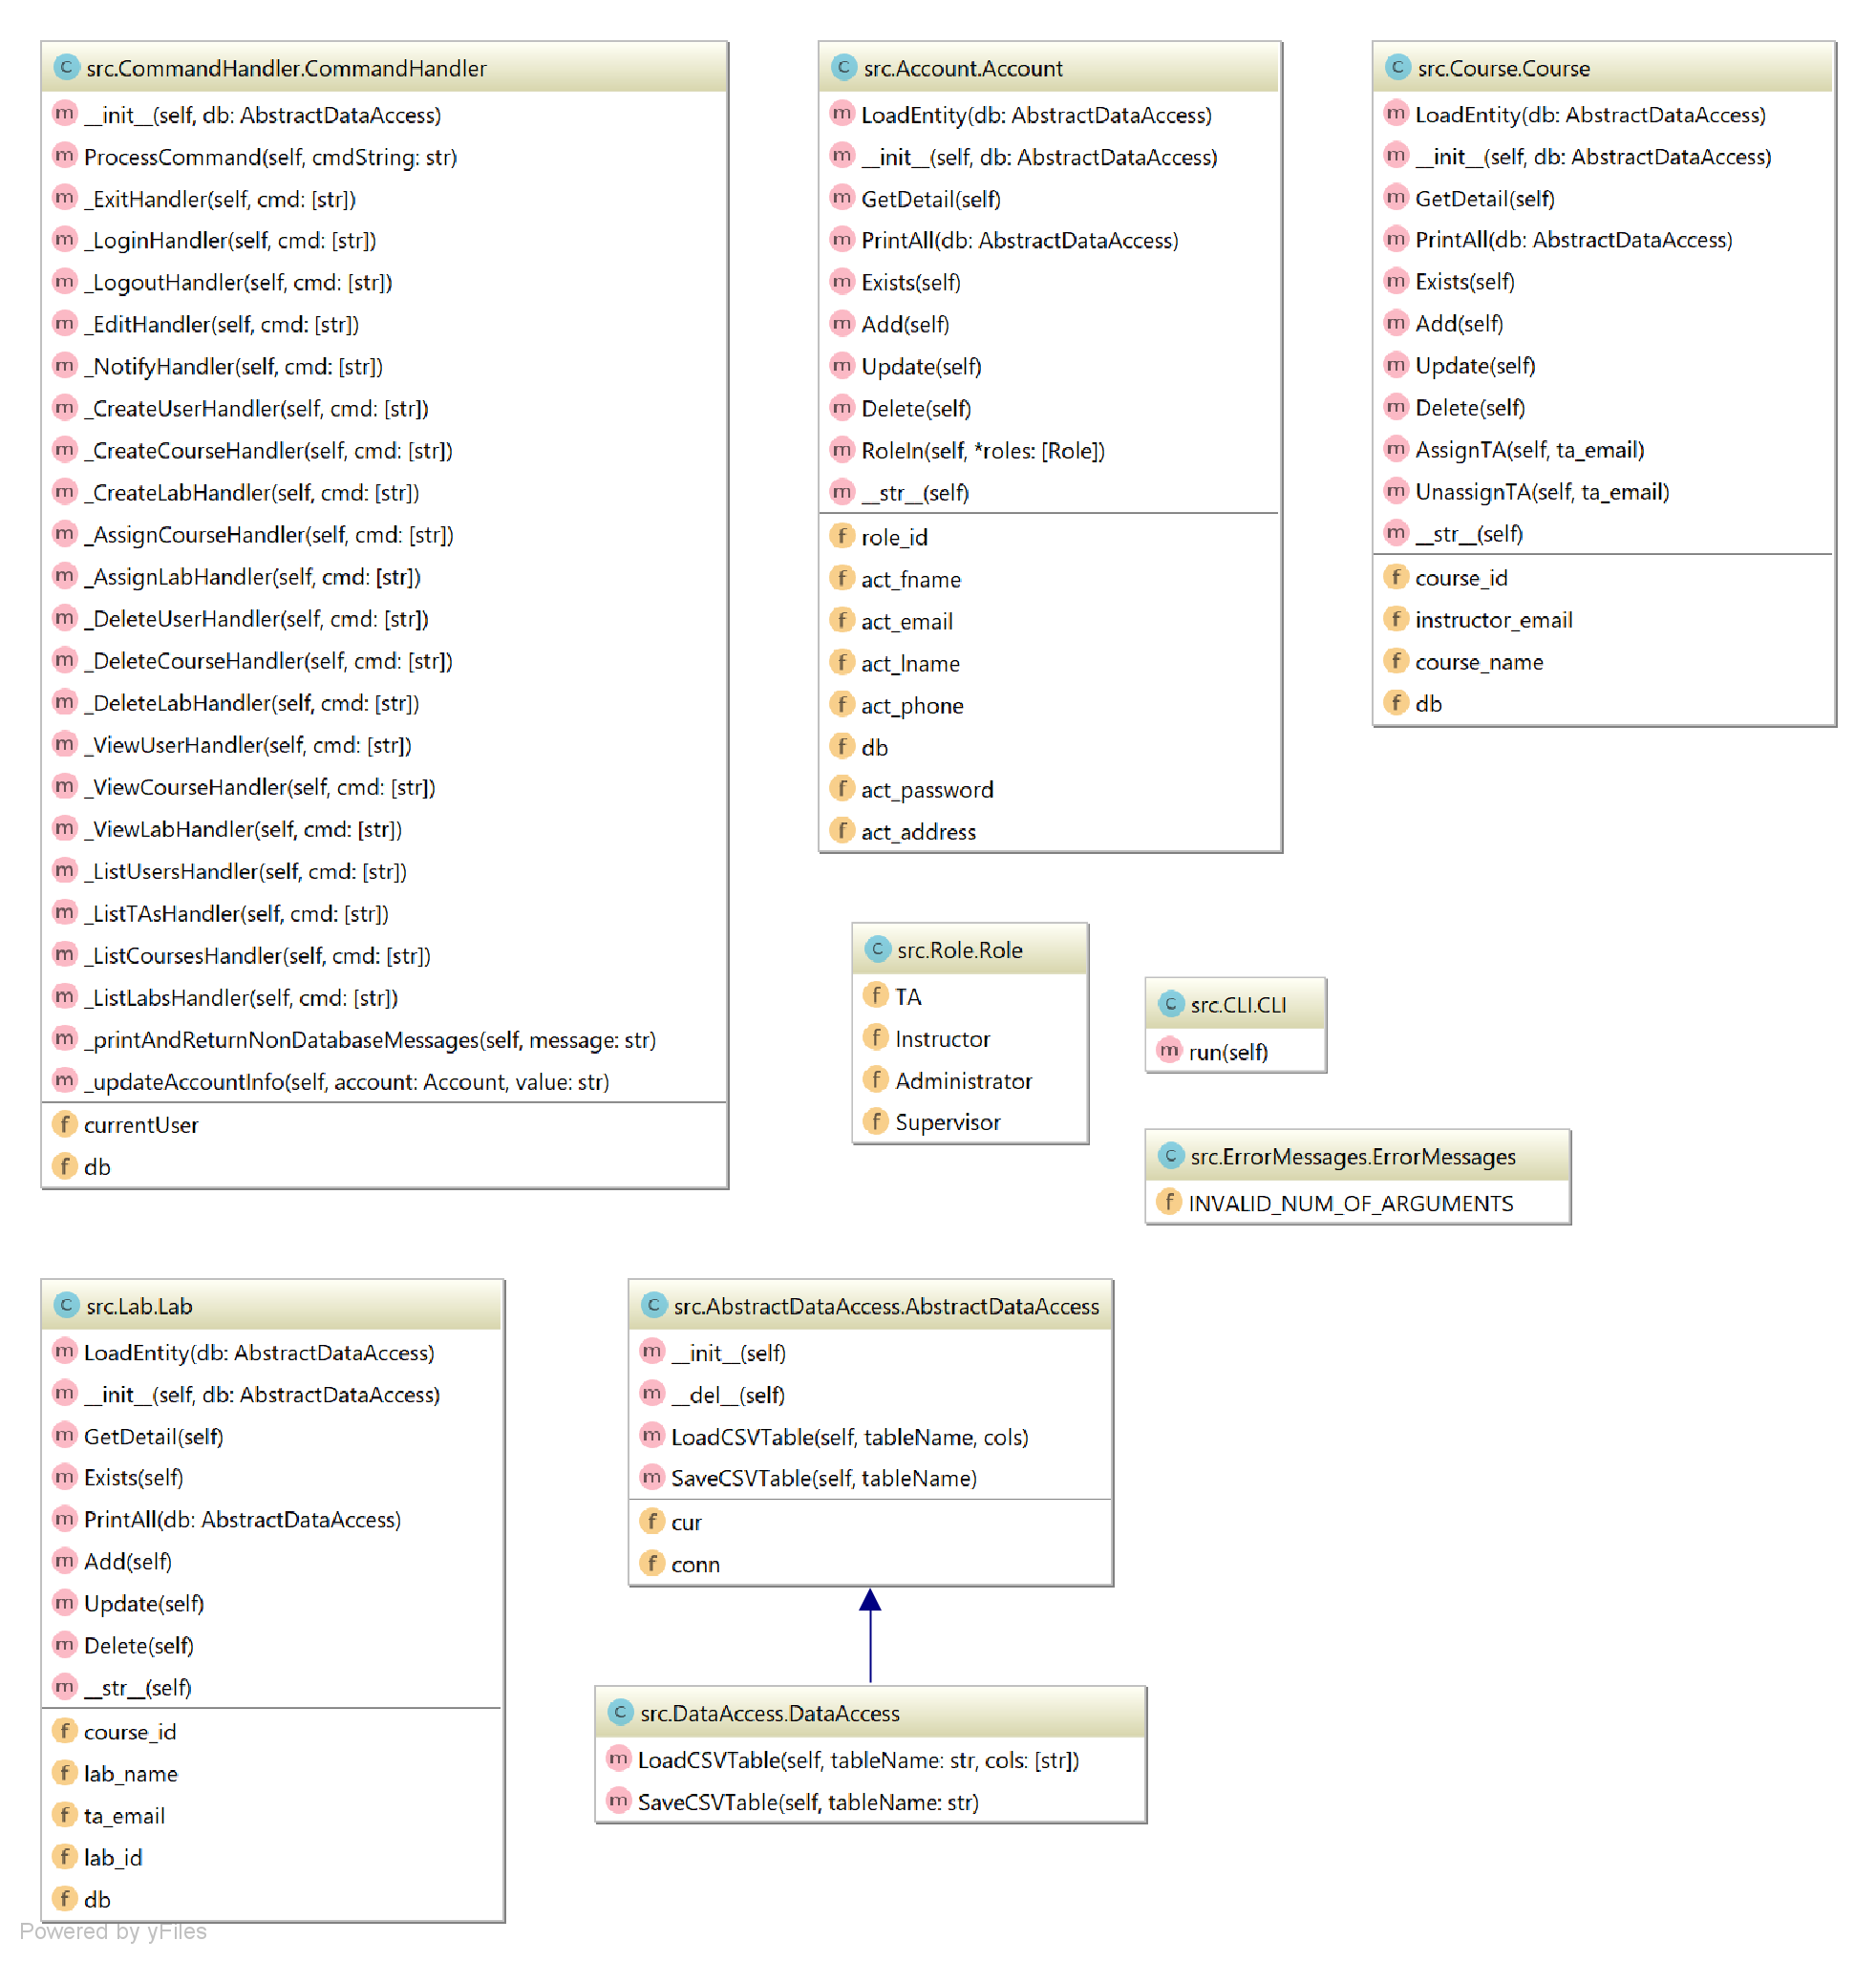 src.CommandHandler.CommandHandler
__init__(self, db: AbstractDataAccess)
ProcessCommand(self, cmdString: str)
_ExitHandler(self, cmd: [str])
_LoginHandler(self, cmd: [str])
_LogoutHandler(self, cmd: [str])
_EditHandler(self, cmd: [str])
_NotifyHandler(self, cmd: [str])
_CreateUserHandler(self, cmd: [str])
_CreateCourseHandler(self, cmd: [str])
_CreateLabHandler(self, cmd: [str])
_AssignCourseHandler(self, cmd: [str])
_AssignLabHandler(self, cmd: [str])
_DeleteUserHandler(self, cmd: [str])
_DeleteCourseHandler(self, cmd: [str])
_DeleteLabHandler(self, cmd: [str])
_ViewUserHandler(self, cmd: [str])
_ViewCourseHandler(self, cmd: [str])
_ViewLabHandler(self, cmd: [str])
_ListUsersHandler(self, cmd: [str])
_ListTAsHandler(self, cmd: [str])
_ListCoursesHandler(self, cmd: [str])
_ListLabsHandler(self, cmd: [str])
_printAndReturnNonDatabaseMessages(self, message: str)
_updateAccountInfo(self, account: Account, value: str)
currentUser
db
src.Account.Account
LoadEntity(db: AbstractDataAccess)
__init__(self, db: AbstractDataAccess)
GetDetail(self)
PrintAll(db: AbstractDataAccess)
Exists(self)
Add(self)
Update(self)
Delete(self)
RoleIn(self, *roles: [Role])
__str__(self)
role_id
act_fname
act_email
act_lname
act_phone
db
act_password
act_address
src.Course.Course
LoadEntity(db: AbstractDataAccess)
__init__(self, db: AbstractDataAccess)
GetDetail(self)
PrintAll(db: AbstractDataAccess)
Exists(self)
Add(self)
Update(self)
Delete(self)
AssignTA(self, ta_email)
UnassignTA(self, ta_email)
__str__(self)
course_id
instructor_email
course_name
db
src.Role.Role
TA
Instructor
Administrator
Supervisor
src.CLI.CLI
run(self)
src.ErrorMessages.ErrorMessages
INVALID_NUM_OF_ARGUMENTS
src.Lab.Lab
LoadEntity(db: AbstractDataAccess)
__init__(self, db: AbstractDataAccess)
GetDetail(self)
Exists(self)
PrintAll(db: AbstractDataAccess)
Add(self)
Update(self)
Delete(self)
__str__(self)
course_id
lab_name
ta_email
lab_id
db
src.AbstractDataAccess.AbstractDataAccess
__init__(self)
__del__(self)
LoadCSVTable(self, tableName, cols)
SaveCSVTable(self, tableName)
cur
conn
src.DataAccess.DataAccess
LoadCSVTable(self, tableName: str, cols: [str])
SaveCSVTable(self, tableName: str)
Powered by yFiles